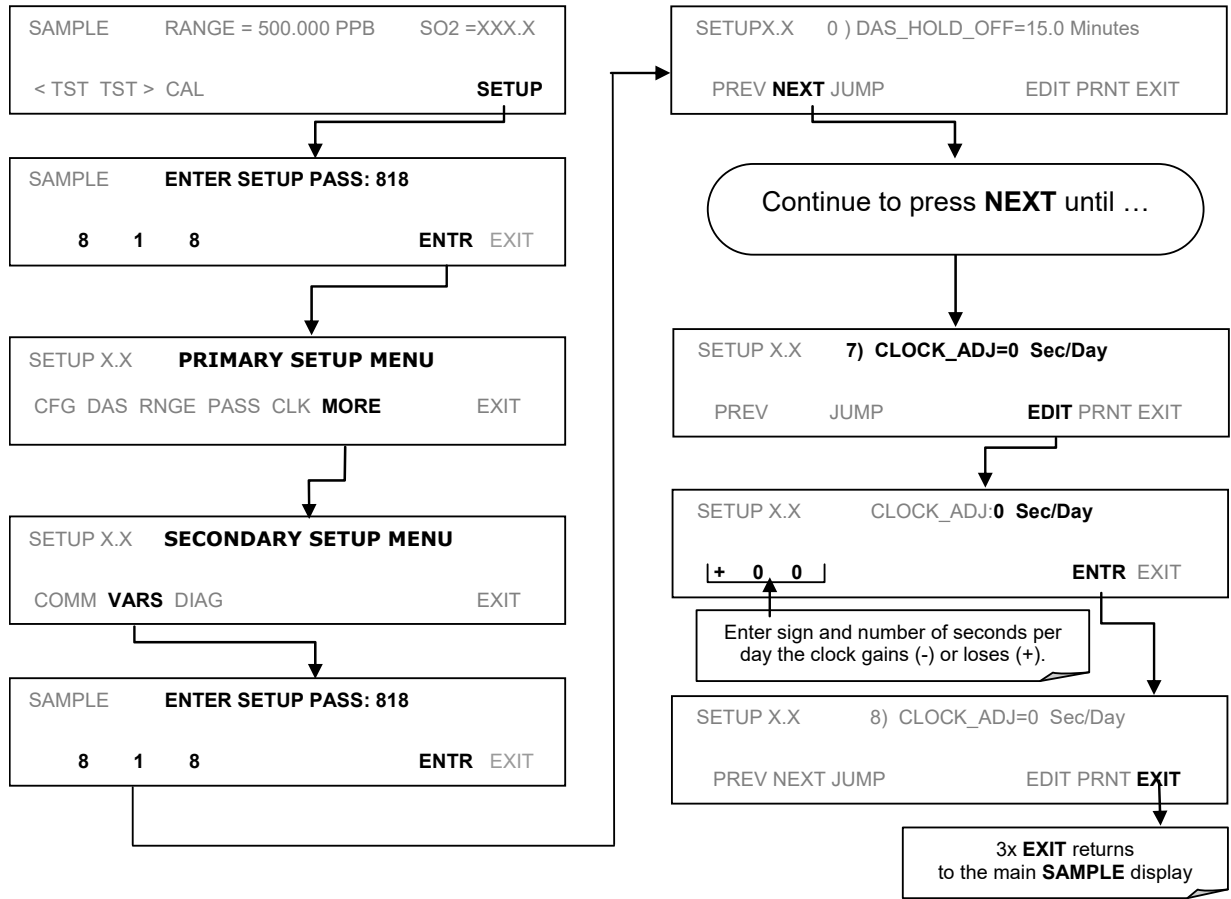 SAMPLE RANGE = 500.000 PPB SO2 =XXX.X
< TST TST > CAL SETUP
SAMPLE ENTER SETUP PASS: 818
8 1 8 ENTR EXIT
SETUP X.X PRIMARY SETUP MENU
CFG DAS RNGE PASS CLK MORE EXIT
SETUP X.X SECONDARY SETUP MENU
COMM VARS DIAG EXIT
SAMPLE ENTER SETUP PASS: 818
8 1 8 ENTR EXIT
SETUPX.X 0 ) DAS_HOLD_OFF=15.0 Minutes
PREV NEXT JUMP EDIT PRNT EXIT
Continue to press NEXT until …
SETUP X.X 7) CLOCK_ADJ=0 Sec/Day
PREV JUMP EDIT PRNT EXIT
SETUP X.X CLOCK_ADJ:0 Sec/Day
+ 0 0 ENTR EXIT
Enter sign and number of seconds per
day the clock gains (-) or loses (+).
SETUP X.X 8) CLOCK_ADJ=0 Sec/Day
PREV NEXT JUMP EDIT PRNT EXIT
3x EXIT returns
to the main SAMPLE display